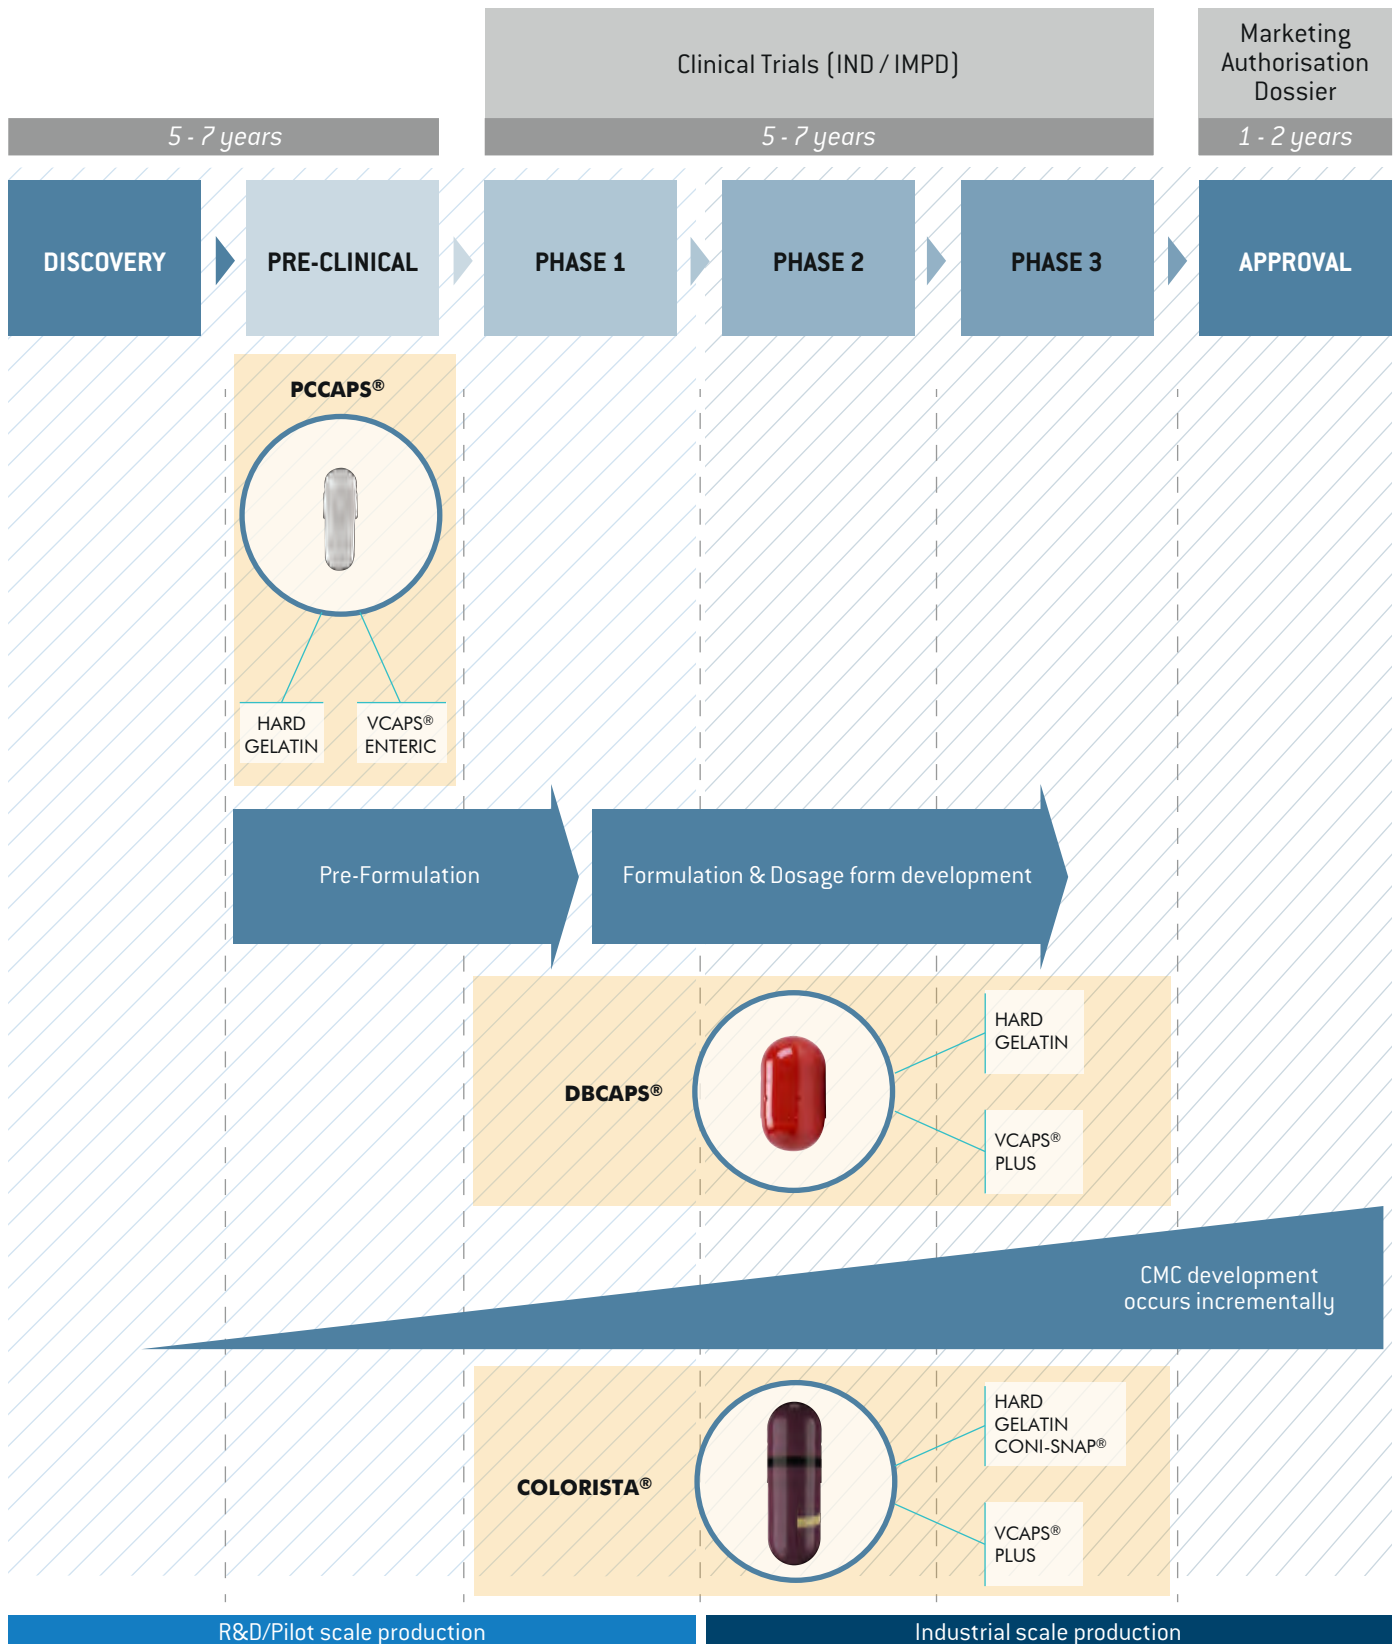 Clinical Trials (IND / IMPD)
Marketing
Authorisation
Dossier
5 - 7 years
5 - 7 years
1 - 2 years
DISCOVERY
PRE-CLINICAL
PHASE 1
PHASE 2
PHASE 3
APPROVAL
PCCAPS®
HARD
GELATIN
VCAPS®
ENTERIC
Pre-Formulation
Formulation & Dosage form development
DBCAPS®
HARD
GELATIN
VCAPS®
PLUS
CMC development
occurs incrementally
COLORISTA®
HARD
GELATIN
CONI-SNAP®
VCAPS®
PLUS
R&D/Pilot scale production
Industrial scale production